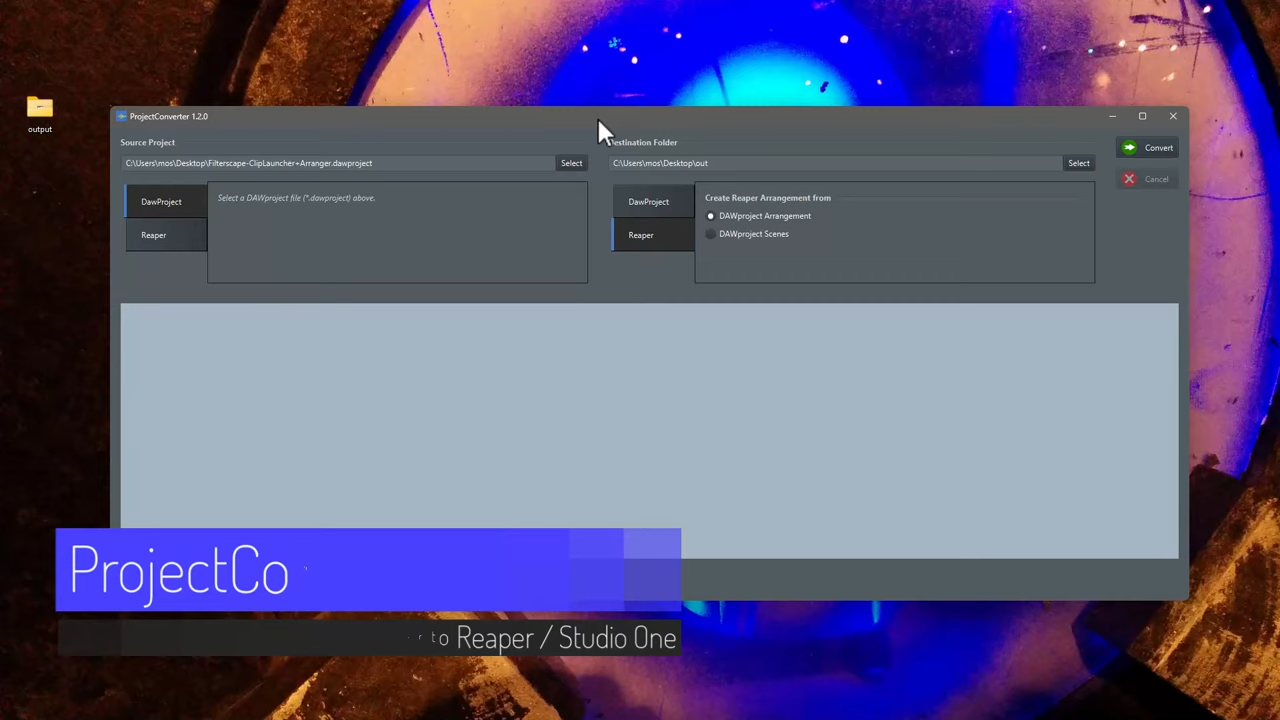 output
ProjectConverter 1.2.0
Source Project
Destination Folder
C:\Users\mos\Desktop\Filterscape-ClipLauncher+Arranger.dawproject
Select
C:\Users\mos\Desktop\out
Select
Convert
Cancel
DawProject
Reaper
Select a DAWproject file (*.dawproject) above.
DawProject
Reaper
Create Reaper Arrangement from
DAWproject Arrangement
DAWproject Scenes
ProjectCo
to Reaper / Studio One